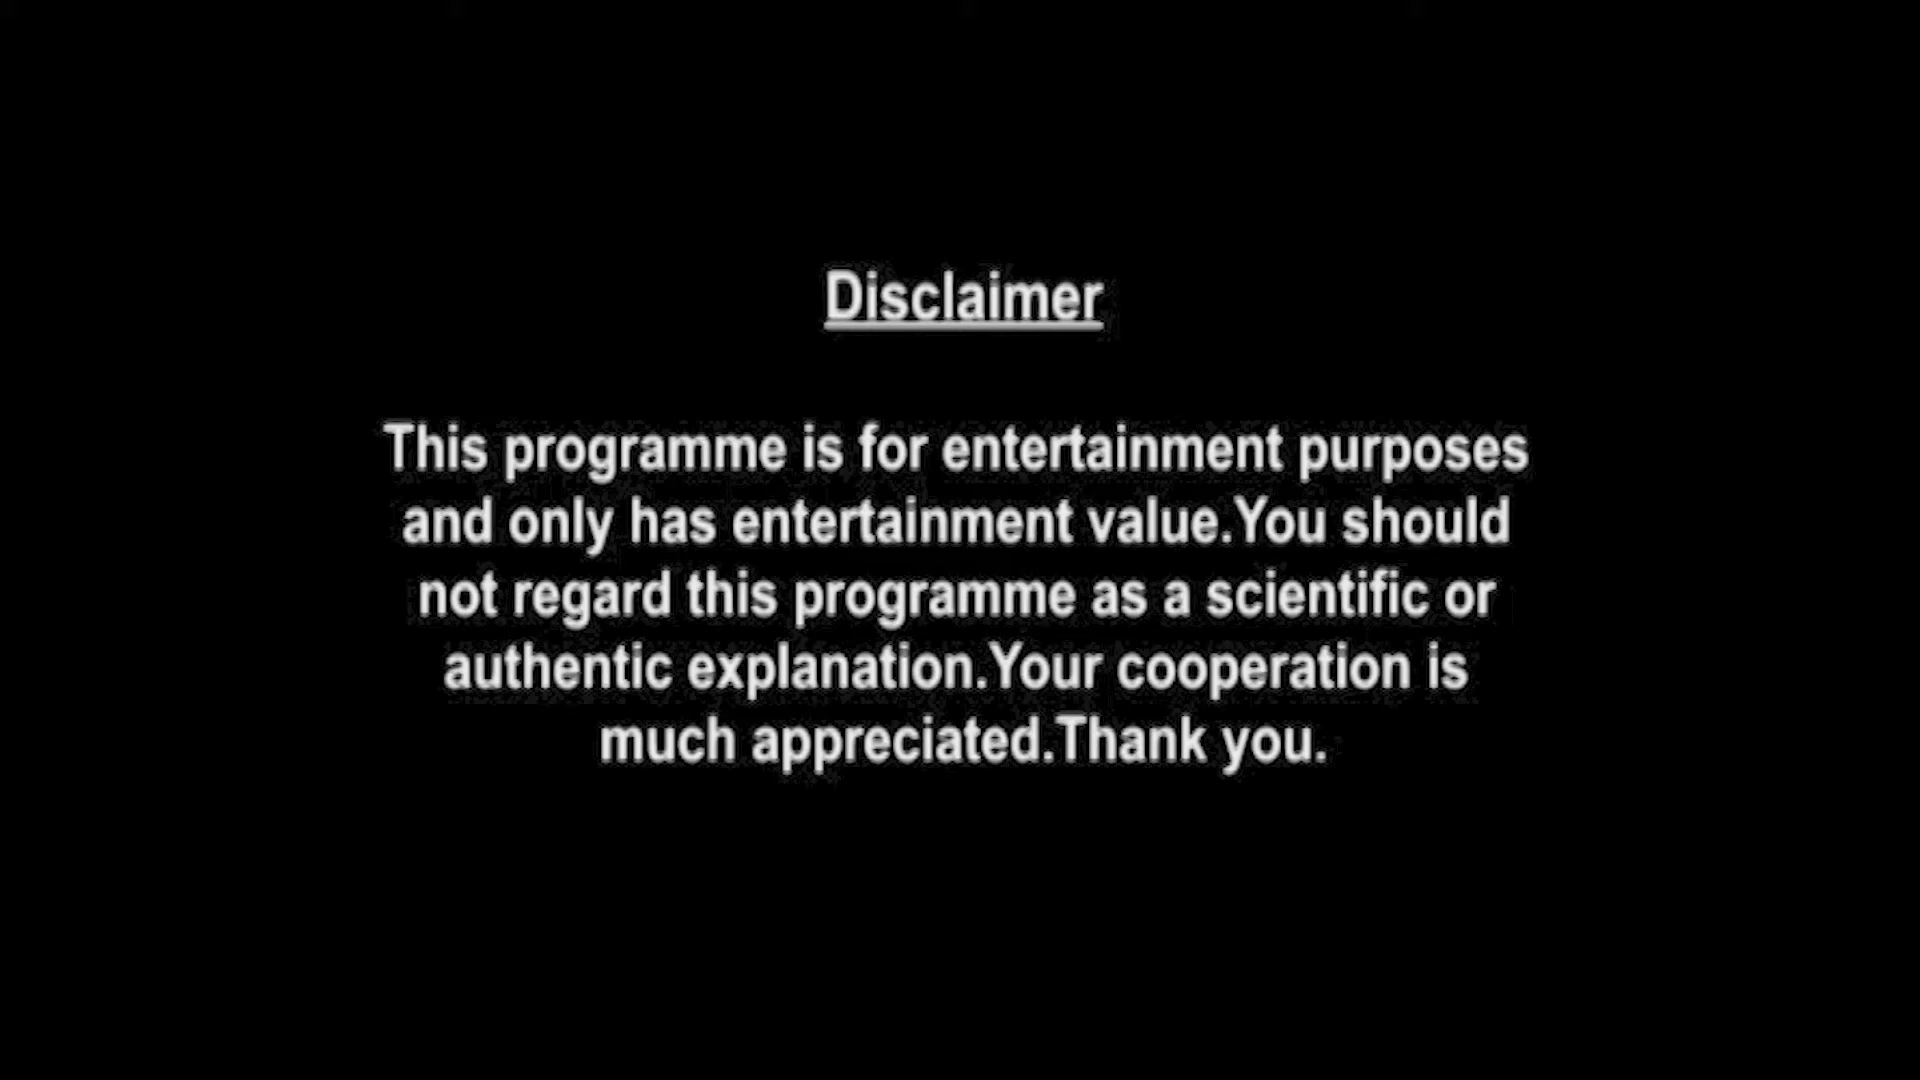 Disclaimer
This programme is for entertainment purposes
and only has entertainment value.You should
not regard this programme as a scientific or
authentic explanation.Your cooperation is
much appreciated.Thank you.